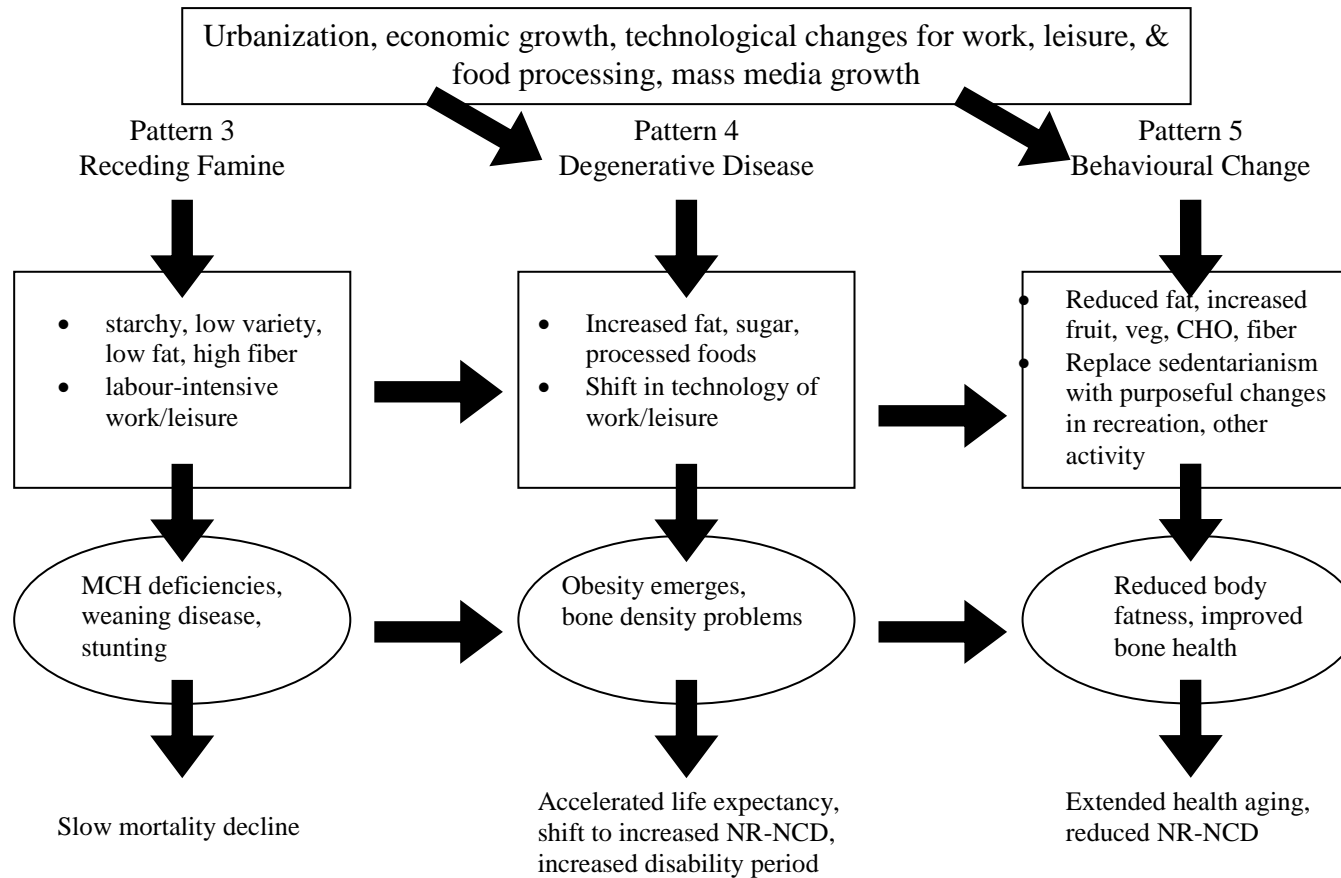 Urbanization, economic growth, technological changes for work, leisure, &
food processing, mass media growth
Pattern 3
Receding Famine
Pattern 4
Degenerative Disease
Pattern 5
Behavioural Change
• starchy, low variety,
low fat, high fiber
• labour-intensive
work/leisure
• Increased fat, sugar,
processed foods
• Shift in technology of
work/leisure
• Reduced fat, increased
fruit, veg, CHO, fiber
• Replace sedentarianism
with purposeful changes
in recreation, other
activity
MCH deficiencies,
weaning disease,
stunting
Obesity emerges,
bone density problems
Reduced body
fatness, improved
bone health
Slow mortality decline
Accelerated life expectancy,
shift to increased NR-NCD,
increased disability period
Extended health aging,
reduced NR-NCD